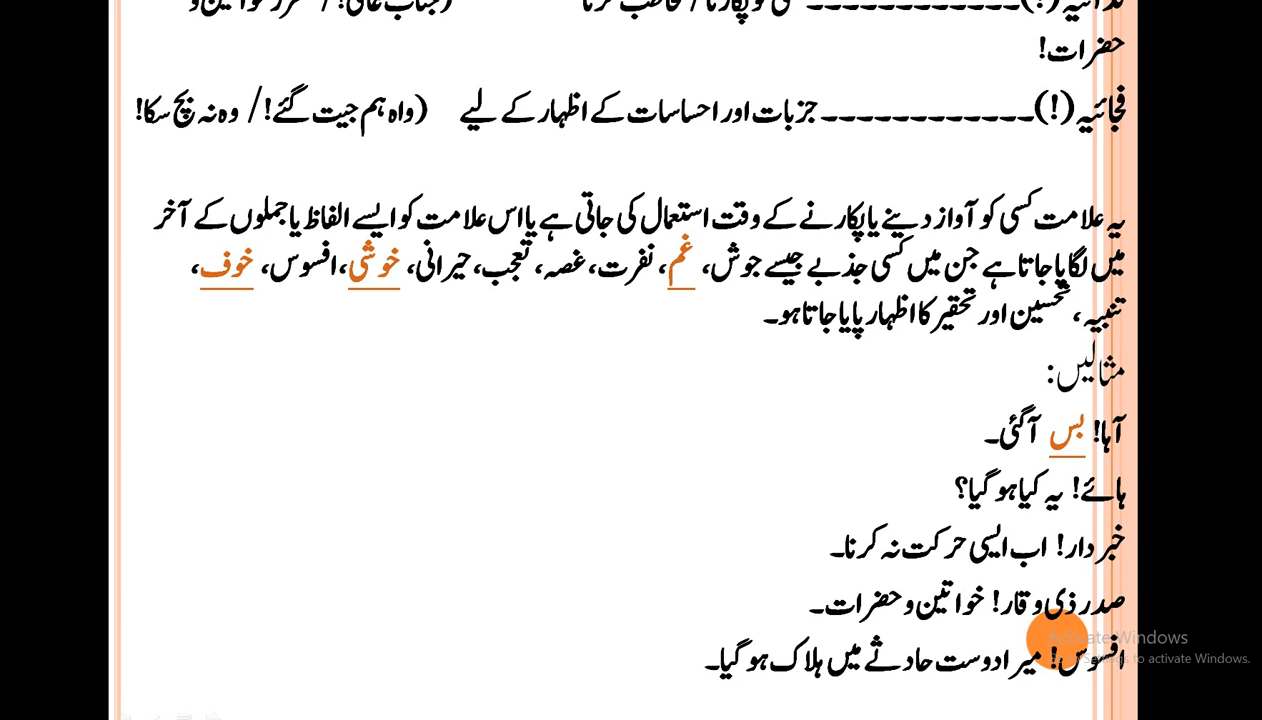 حضرات!
فجائیہ (!)۔۔۔۔۔۔۔۔۔۔۔۔ جزبات اور احساسات کے اظہار کے لیے (واہ ہم جیت گئے!/ وہ نہ بچ سکا!
یہ علامت کسی کو آواز دینے یا پکارنے کے وقت استعمال کی جاتی ہے یا اس علامت کو ایسے الفاظ یا جملوں کے آخر
میں لگایا جاتا ہے جن میں کسی جذبے جیسے جوش، غم، نفرت، غصہ، تعجب، حیرانی، خوشی، افسوس، خوف،
تنبیہ، تحسین اور تحقیر کا اظہار پایا جاتا ہو۔
مثالیں:
آہا! بس آگئی۔
ہائے! یہ کیا ہو گیا؟
خبردار! اب ایسی حرکت نہ کرنا۔
صدر ذی وقار! خواتین و حضرات۔
Activate Windows
افسوس! میرا دوست حادثے میں ہلاک ہو گیا۔
to activate Windows.